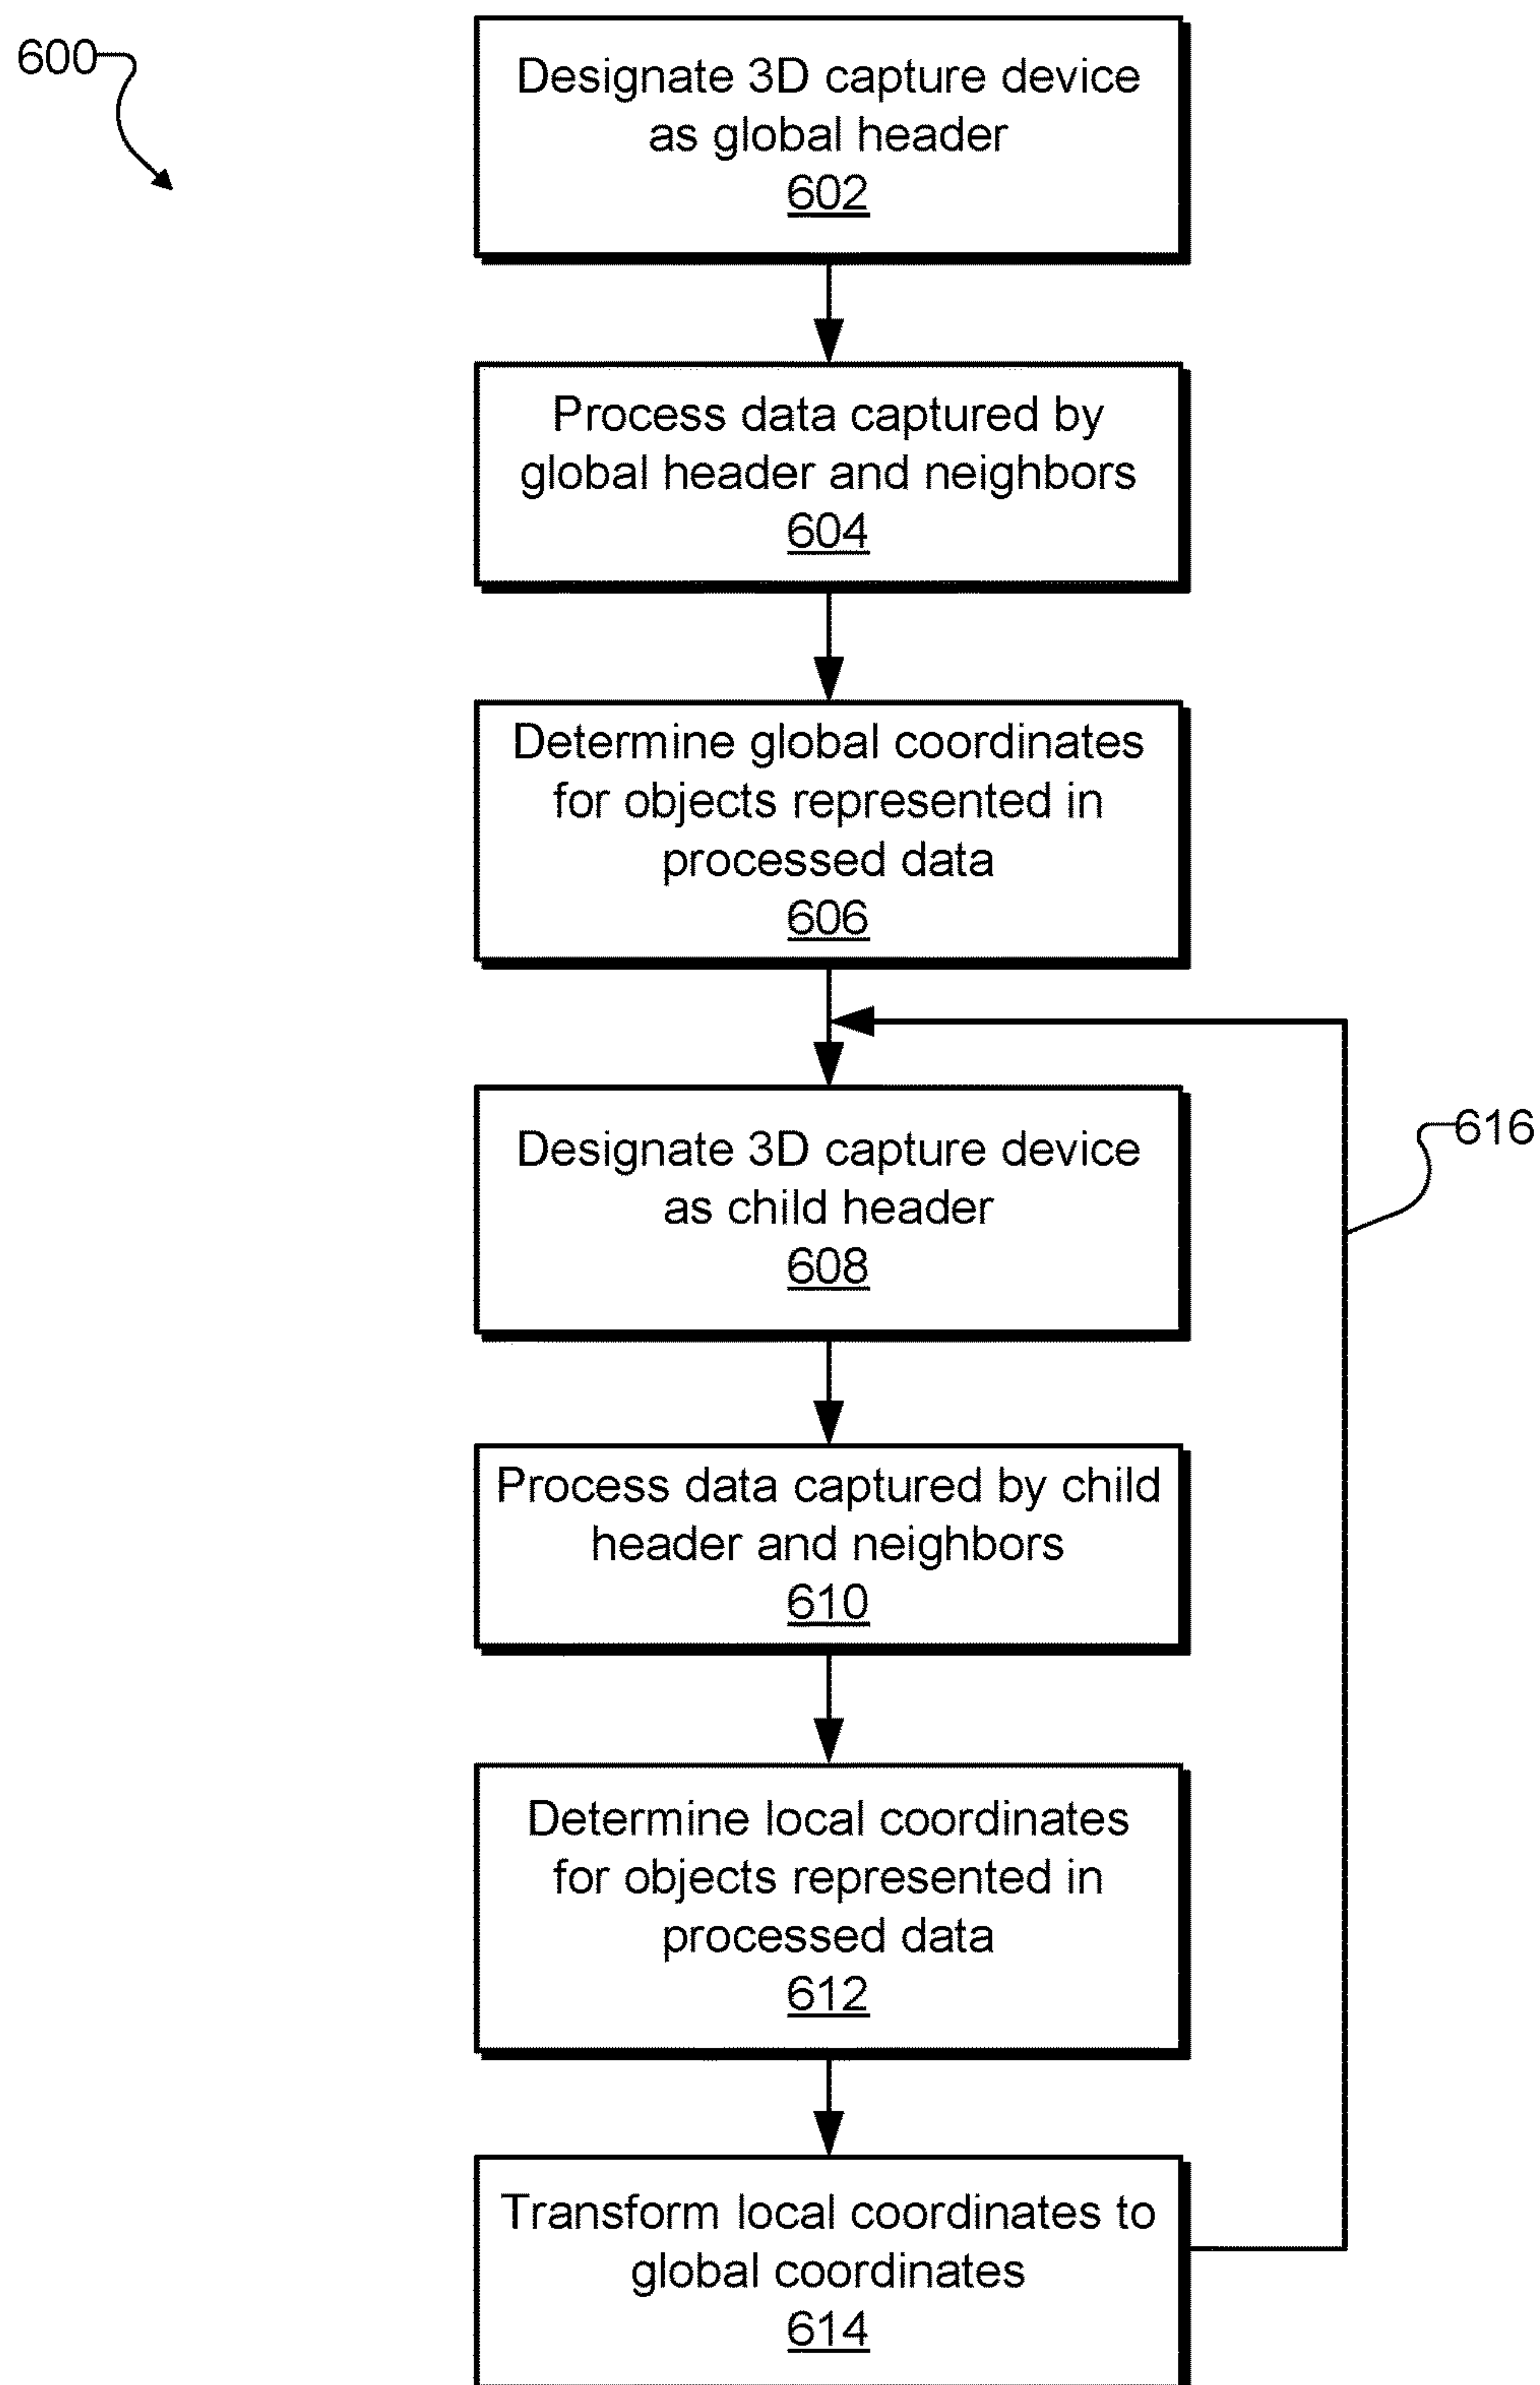 600
Designate 3D capture device
as global header
602
Process data captured by
global header and neighbors
604
Determine global coordinates
for objects represented in
processed data
606
Designate 3D capture device
as child header
608
616
Process data captured by child
header and neighbors
610
Determine local coordinates
for objects represented in
processed data
612
Transform local coordinates to
global coordinates
614